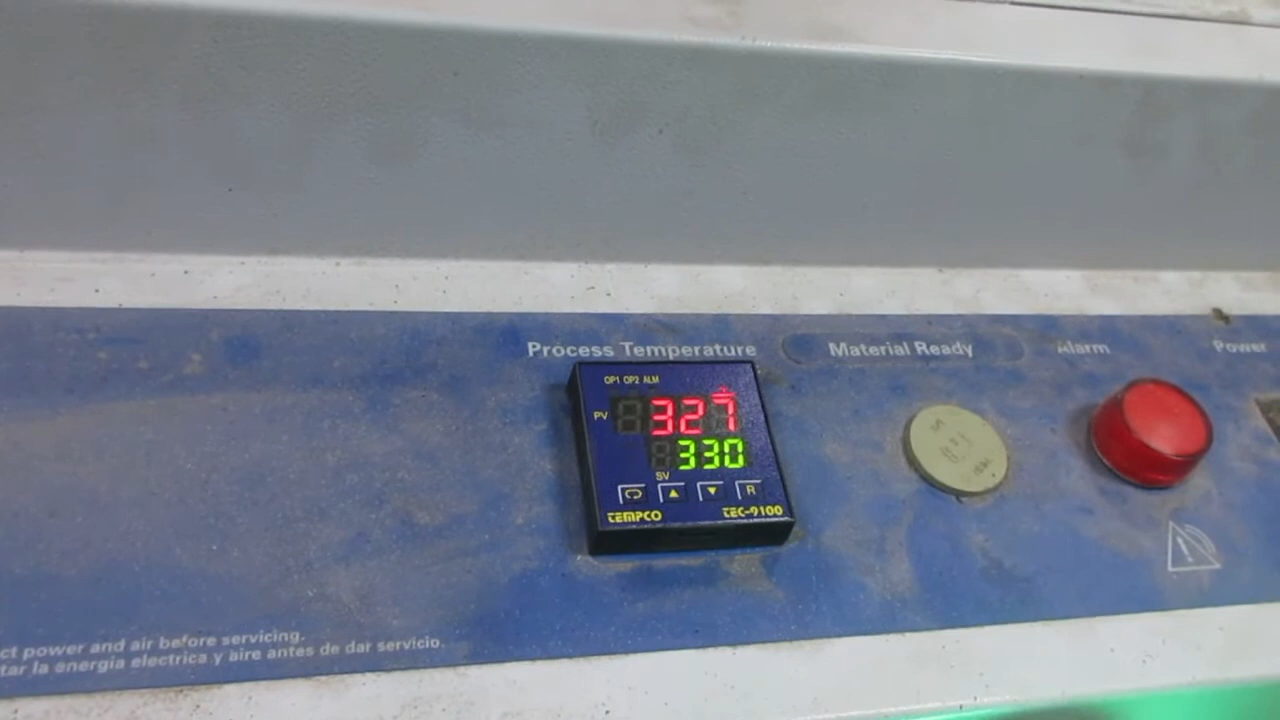 Process Temperature
Material Ready
Alarm
Power
OP1 OP2 ALM
PV
327
330
SV
R
TEMPCO
TEC-9100
ct power and air before servicing.
tar la energía electrica y aire antes de dar servicio.